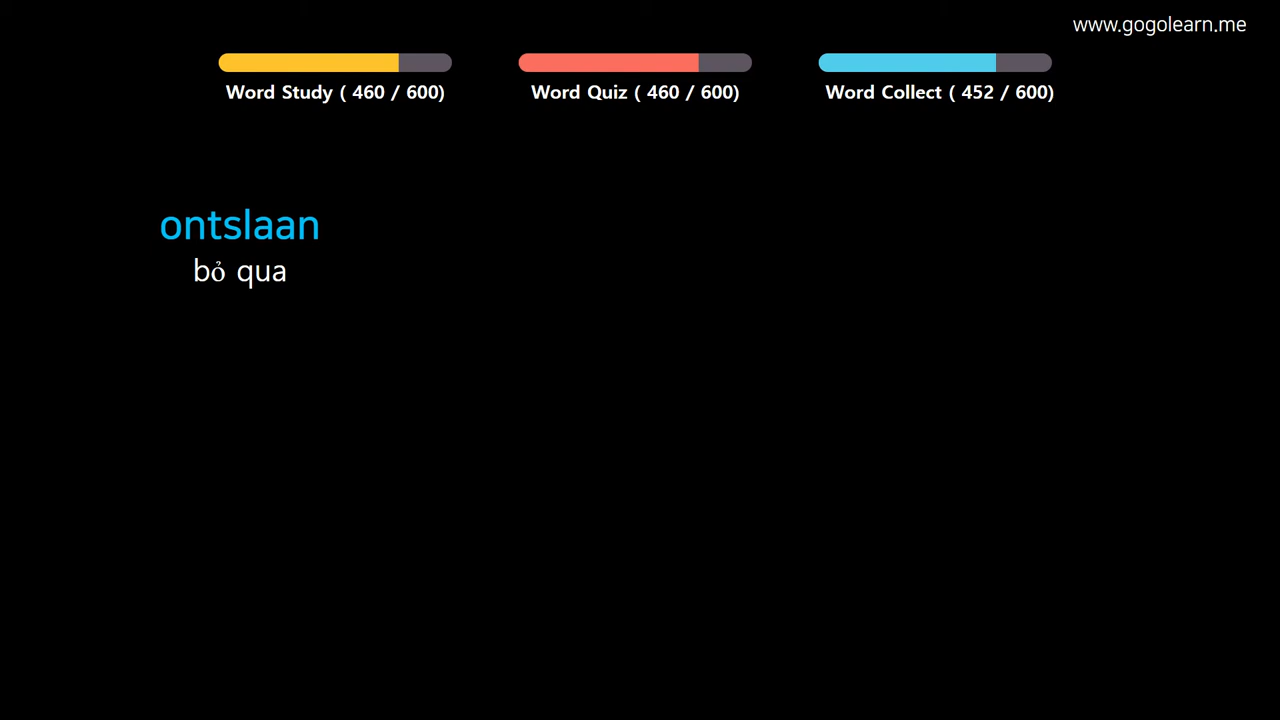 www.gogolearn.me
Word Study ( 460 / 600)
Word Quiz ( 460 / 600)
Word Collect ( 452 / 600)
ontslaan
bỏ qua